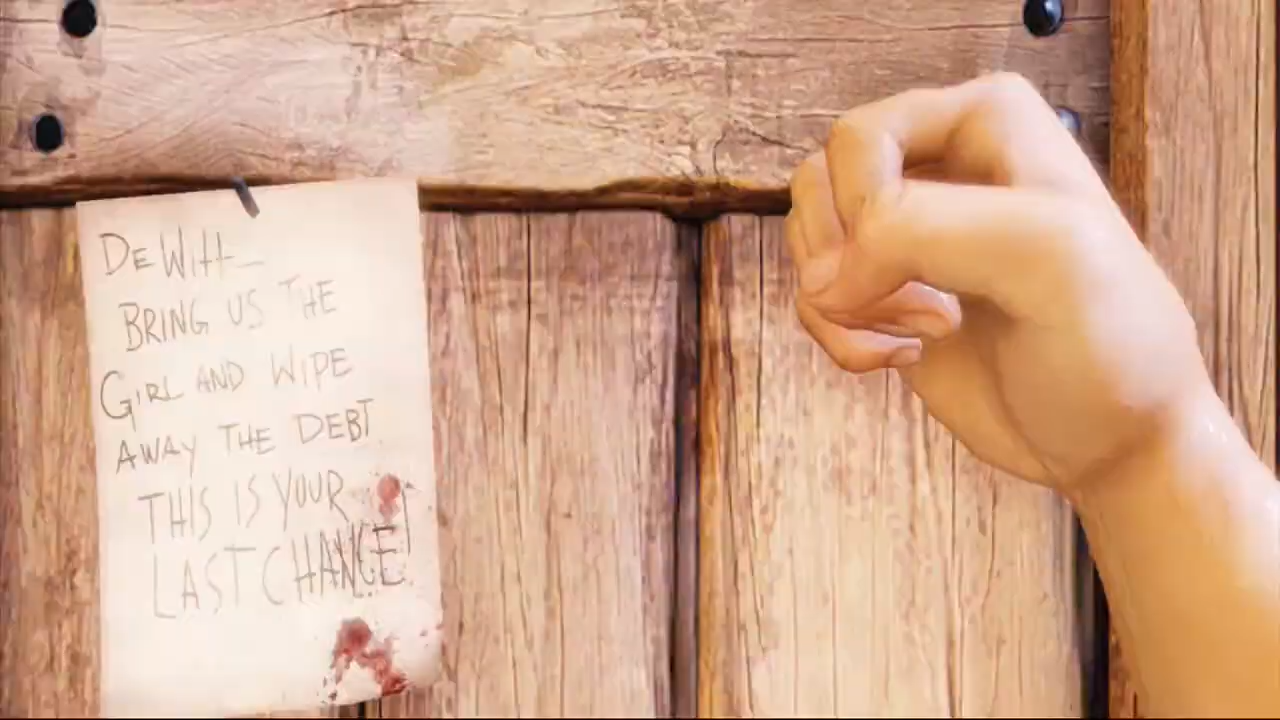 DEWITT_
BRING US THE
GIRL AND WIPE
AWAY THE DEBT
THIS IS YOUR
LAST CHANCE!